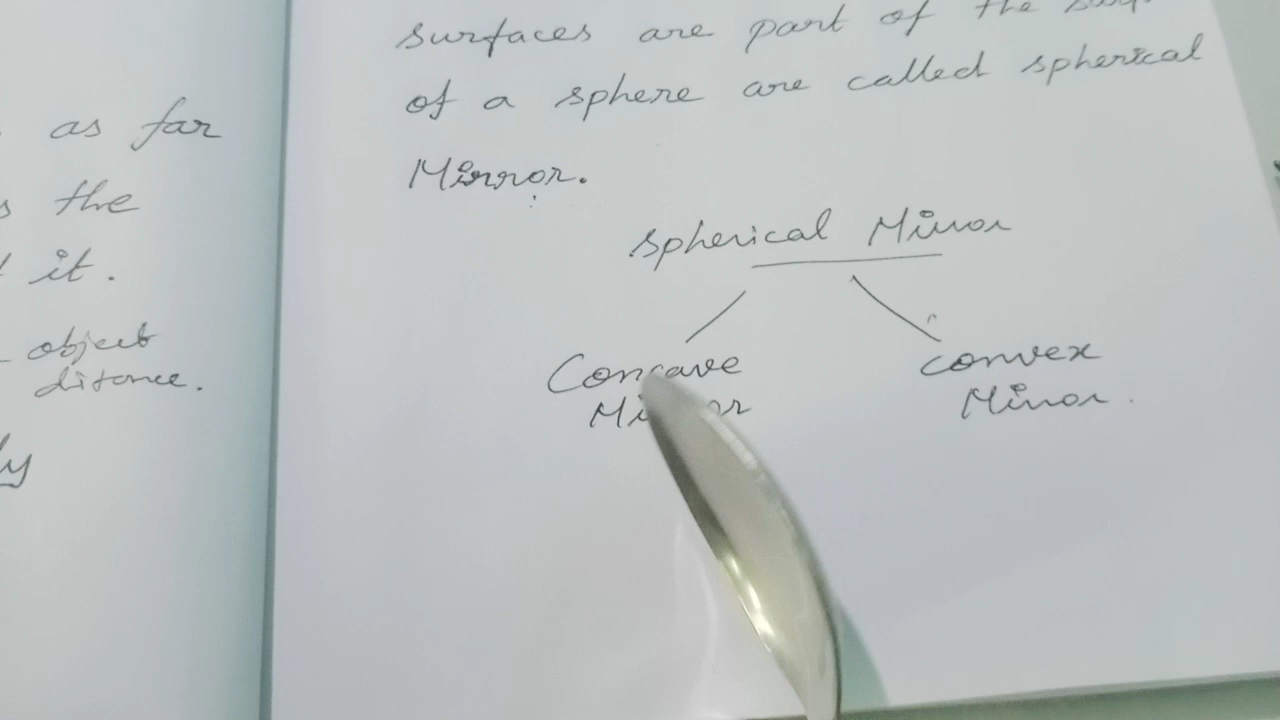 as far
the
it.
object
distance.
surfaces are part of the
of a sphere are called spherical
Mirror.
Spherical Mirror
Concave
convex
Mirror.